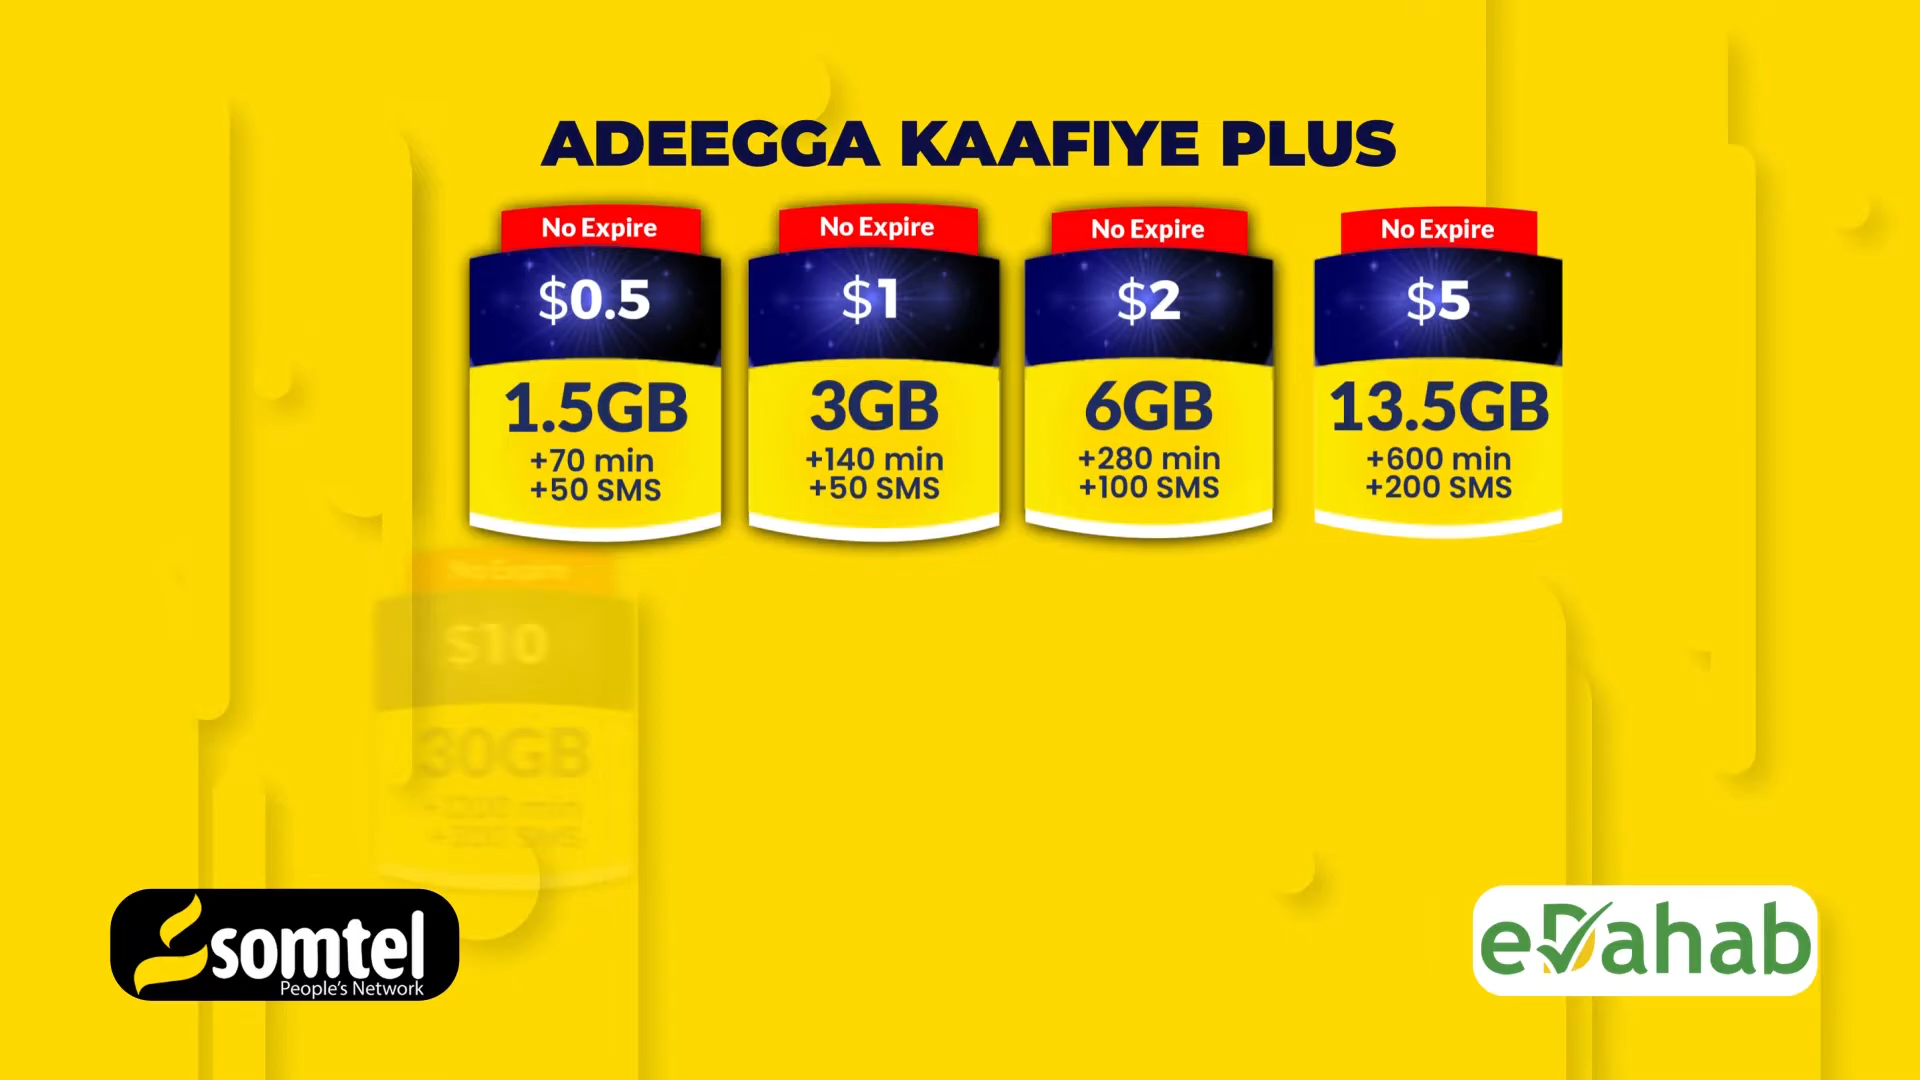 ADEEGGA KAAFIYE PLUS
No Expire
$0.5
1.5GB
+70 min
+50 SMS
No Expire
$1
3GB
+140 min
+50 SMS
No Expire
$2
6GB
+280 min
+100 SMS
No Expire
$5
13.5GB
+600 min
+200 SMS
No Expire
$10
30GB
somtel
People's Network
eDahab